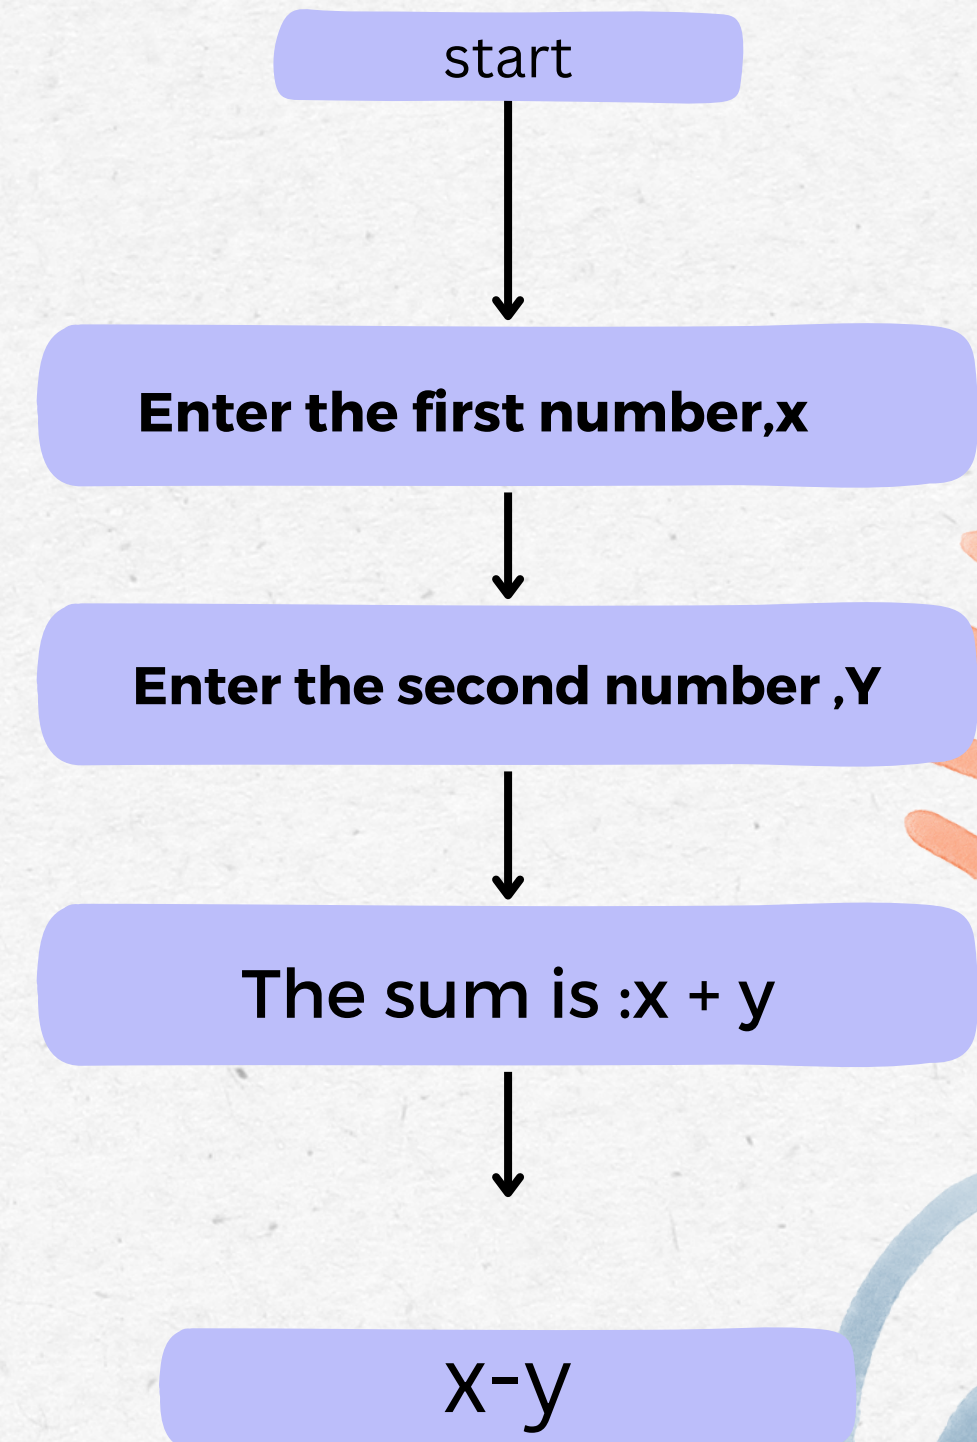 start
Enter the first number,x
Enter the second number ,Y
The sum is :x + y
x-y